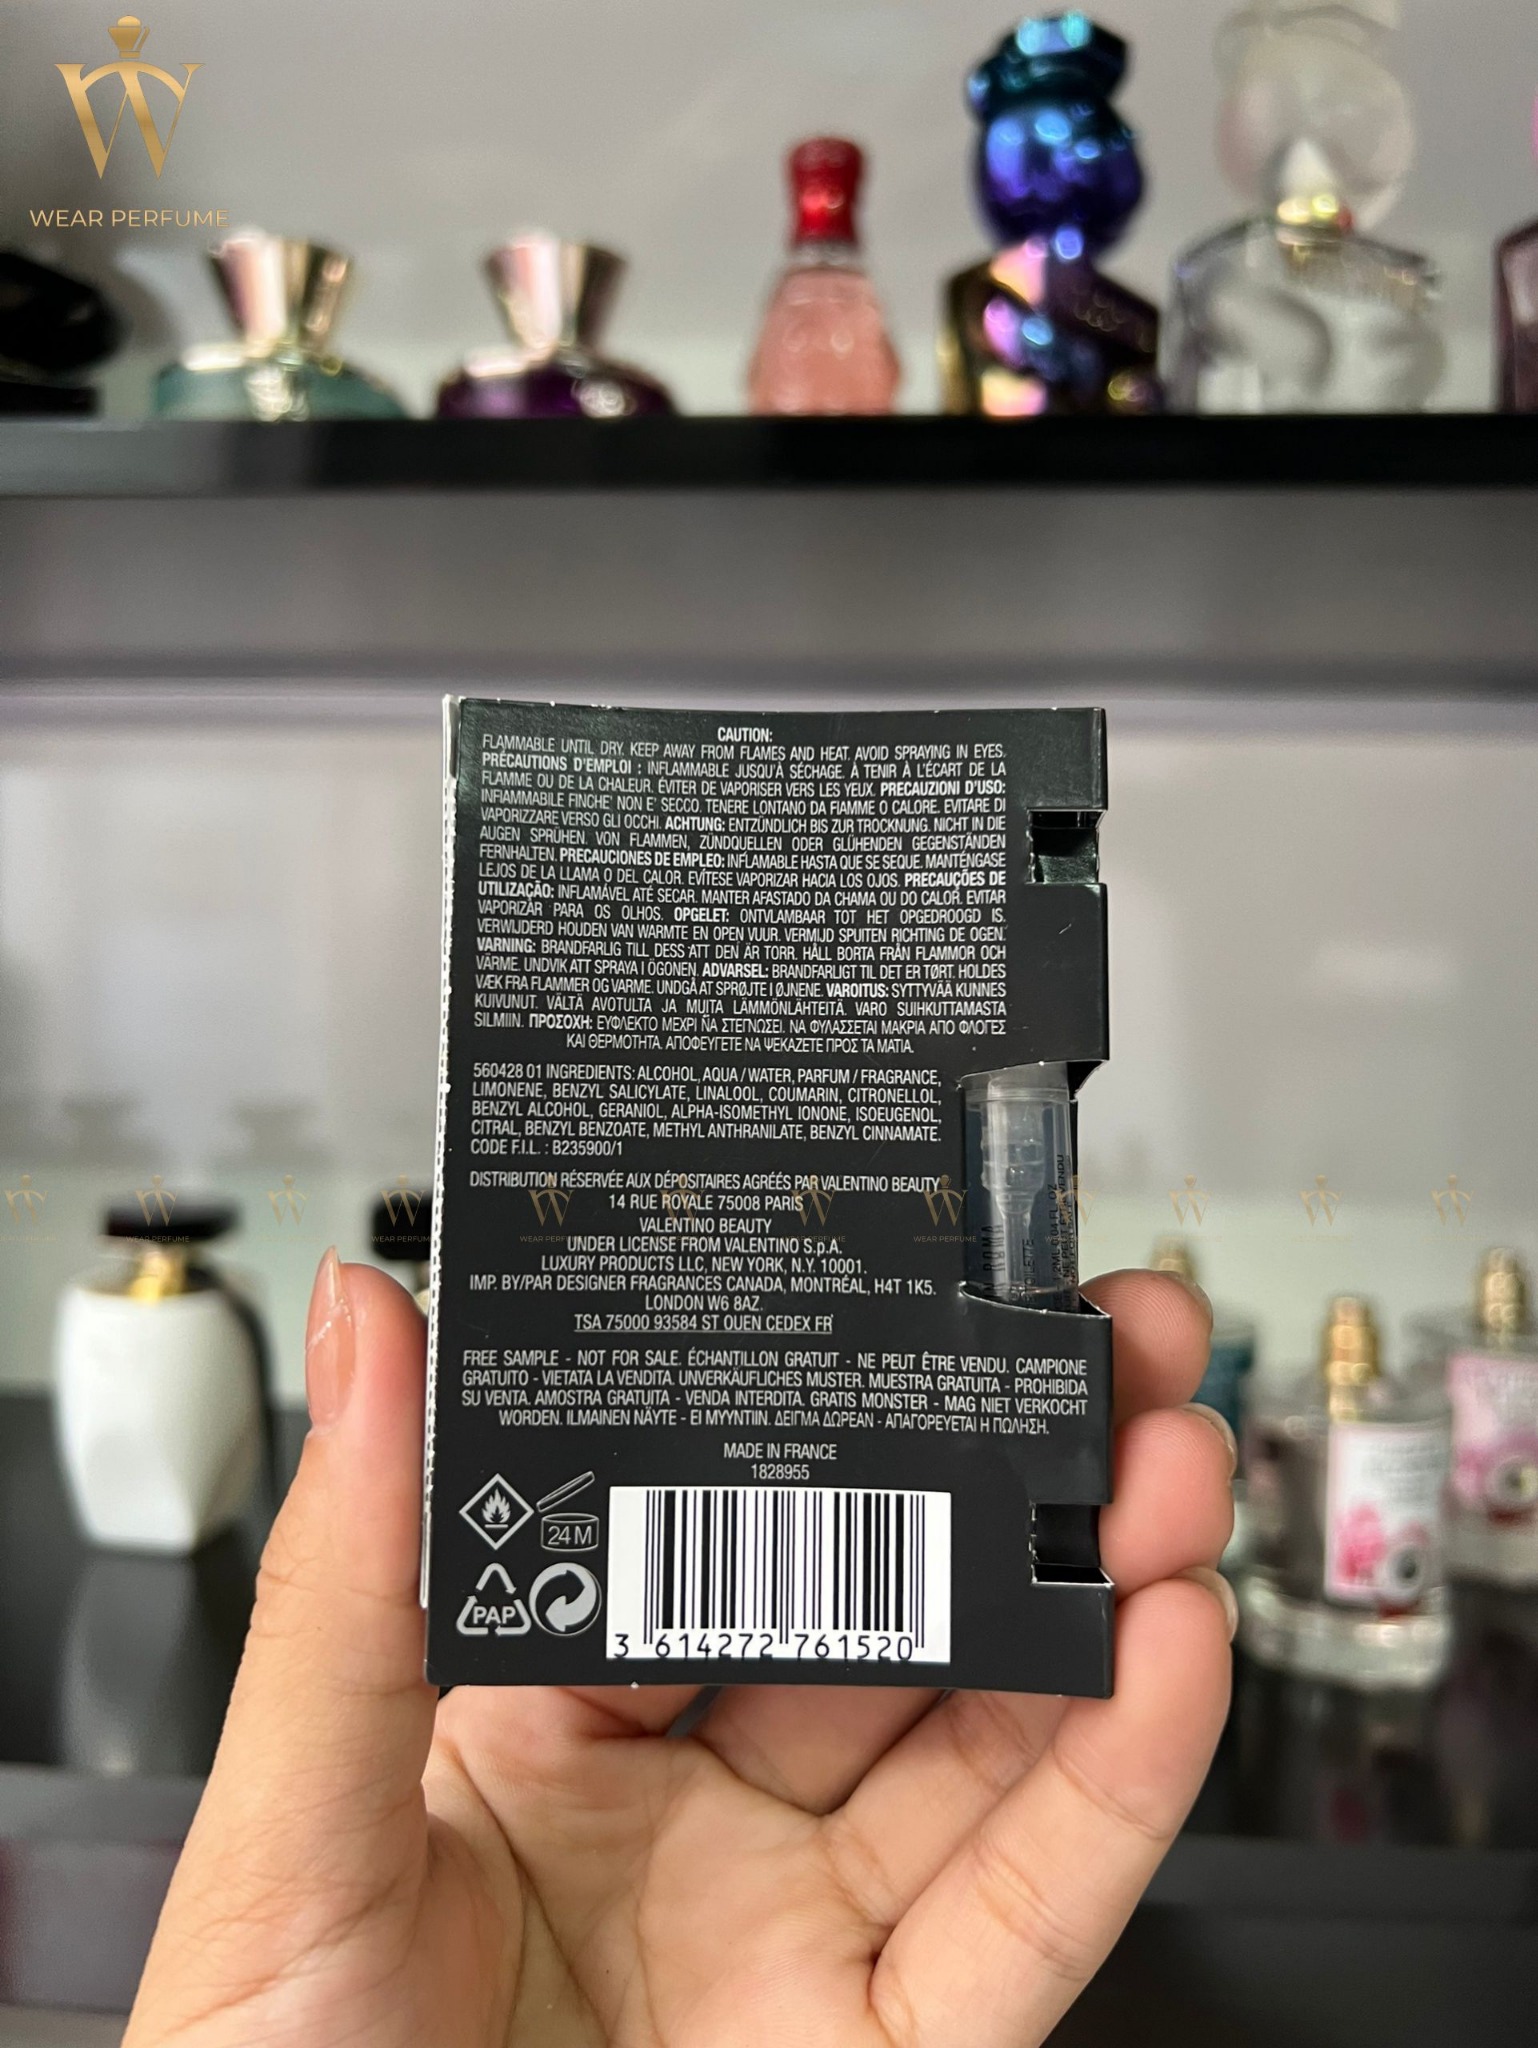 WEAR PERFUME
CAUTION:
FLAMMABLE UNTIL DRY. KEEP AWAY FROM FLAMES AND HEAT. AVOID SPRAYING IN EYES.
PRÉCAUTIONS D'EMPLOI : INFLAMMABLE JUSQU'À SÉCHAGE. À TENIR À L'ÉCART DE LA
FLAMME OU DE LA CHALEUR. ÉVITER DE VAPORISER VERS LES YEUX. PRECAUZIONI D'USO:
INFIAMMABILE FINCHE' NON E' SECCO. TENERE LONTANO DA FIAMME O CALORE. EVITARE DI
VAPORIZZARE VERSO GLI OCCHI. ACHTUNG: ENTZÜNDLICH BIS ZUR TROCKNUNG. NICHT IN DIE
AUGEN SPRÜHEN. VON FLAMMEN, ZÜNDQUELLEN ODER GLÜHENDEN GEGENSTÄNDEN
FERNHALTEN. PRECAUCIONES DE EMPLEO: INFLAMABLE HASTA QUE SE SEQUE. MANTÉNGASE
LEJOS DE LA LLAMA O DEL CALOR. EVÍTESE VAPORIZAR HACIA LOS OJOS. PRECAUÇÕES DE
UTILIZAÇÃO: INFLAMÁVEL ATÉ SECAR. MANTER AFASTADO DA CHAMA OU DO CALOR. EVITAR
VAPORIZAR PARA OS OLHOS. OPGELET: ONTVLAMBAAR TOT HET OPGEDROOGD IS.
VERWIJDERD HOUDEN VAN WARMTE EN OPEN VUUR. VERMIJD SPUITEN RICHTING DE OGEN.
VARNING: BRANDFARLIG TILL DESS ATT DEN ÄR TORR. HÅLL BORTA FRÅN FLAMMOR OCH
VÄRME. UNDVIK ATT SPRAYA I ÖGONEN. ADVARSEL: BRANDFARLIGT TIL DET ER TØRT. HOLDES
VÆK FRA FLAMMER OG VARME. UNDGÅ AT SPRØJTE I ØJNENE. VAROITUS: SYTTYVÄÄ KUNNES
KUIVUNUT. VÄLTÄ AVOTULTA JA MUITA LÄMMÖNLÄHTEITÄ. VARO SUIHKUTTAMASTA
SILMIIN. ΠΡΟΣΟΧΗ: ΕΥΦΛΕΚΤΟ ΜΕΧΡΙ ΝΑ ΣΤΕΓΝΩΣΕΙ. ΝΑ ΦΥΛΑΣΣΕΤΑΙ ΜΑΚΡΙΑ ΑΠΟ ΦΛΟΓΕΣ
ΚΑΙ ΘΕΡΜΟΤΗΤΑ. ΑΠΟΦΕΥΓΕΤΕ ΝΑ ΨΕΚΑΖΕΤΕ ΠΡΟΣ ΤΑ ΜΑΤΙΑ.
560428 01 INGREDIENTS: ALCOHOL, AQUA / WATER, PARFUM / FRAGRANCE,
LIMONENE, BENZYL SALICYLATE, LINALOOL, COUMARIN, CITRONELLOL,
BENZYL ALCOHOL, GERANIOL, ALPHA-ISOMETHYL IONONE, ISOEUGENOL,
CITRAL, BENZYL BENZOATE, METHYL ANTHRANILATE, BENZYL CINNAMATE.
CODE F.I.L. : B235900/1
DISTRIBUTION RÉSERVÉE AUX DÉPOSITAIRES AGRÉÉS PAR VALENTINO BEAUTY
14 RUE ROYALE 75008 PARIS
VALENTINO BEAUTY
UNDER LICENSE FROM VALENTINO S.p.A.
LUXURY PRODUCTS LLC, NEW YORK, N.Y. 10001.
IMP. BY/PAR DESIGNER FRAGRANCES CANADA, MONTRÉAL, H4T 1K5.
LONDON W6 8AZ.
TSA 75000 93584 ST OUEN CEDEX FR
FREE SAMPLE - NOT FOR SALE. ÉCHANTILLON GRATUIT - NE PEUT ÊTRE VENDU. CAMPIONE
GRATUITO - VIETATA LA VENDITA. UNVERKÄUFLICHES MUSTER. MUESTRA GRATUITA - PROHIBIDA
SU VENTA. AMOSTRA GRATUITA - VENDA INTERDITA. GRATIS MONSTER - MAG NIET VERKOCHT
WORDEN. ILMAINEN NÄYTE - EI MYYNTIIN. ΔΕΙΓΜΑ ΔΩΡΕΑΝ - ΑΠΑΓΟΡΕΥΕΤΑΙ Η ΠΩΛΗΣΗ.
MADE IN FRANCE
1828955
24M
PAP
3 614272 761520
ROMA